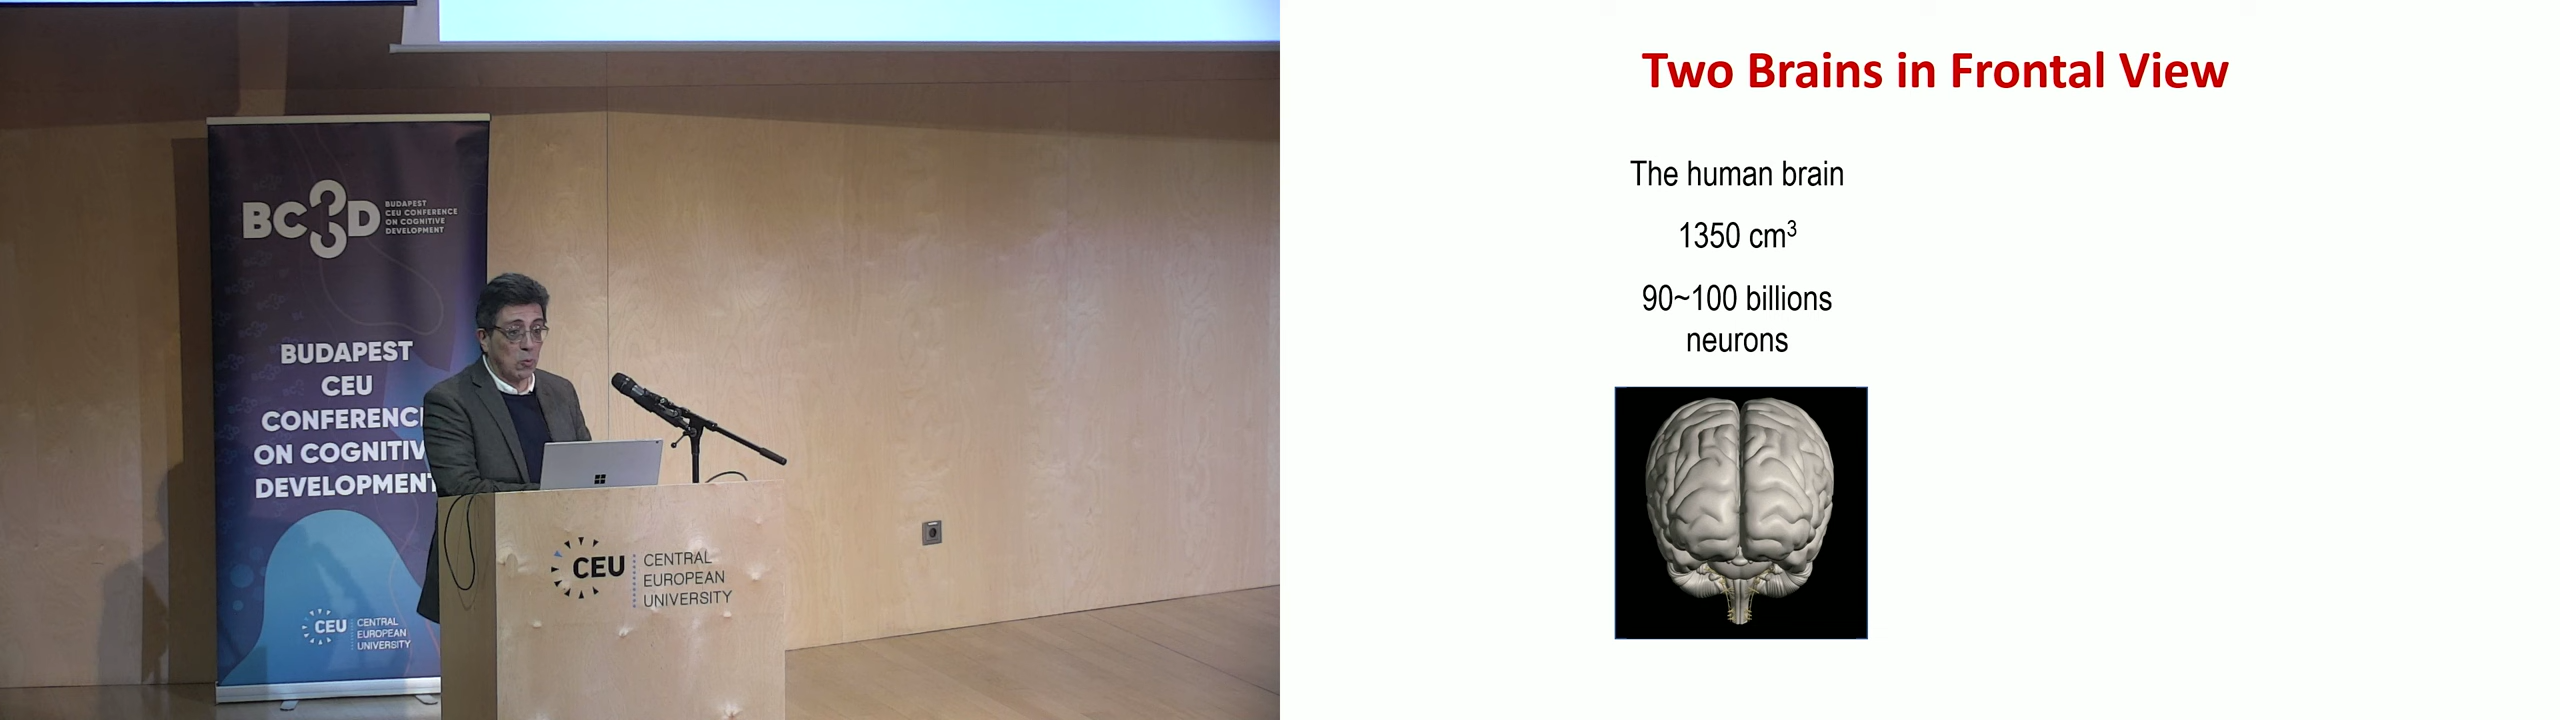 BC3D
BUDAPEST
CEU CONFERENCE
ON COGNITIVE
DEVELOPMENT
BUDAPEST
CEU
CONFERENCE
ON COGNITIV
DEVELOPMENT
CEU
CENTRAL
EUROPEAN
UNIVERSITY
CEU
CENTRAL
EUROPEAN
UNIVERSITY
Two Brains in Frontal View
The human brain
1350 cm³
90~100 billions
neurons